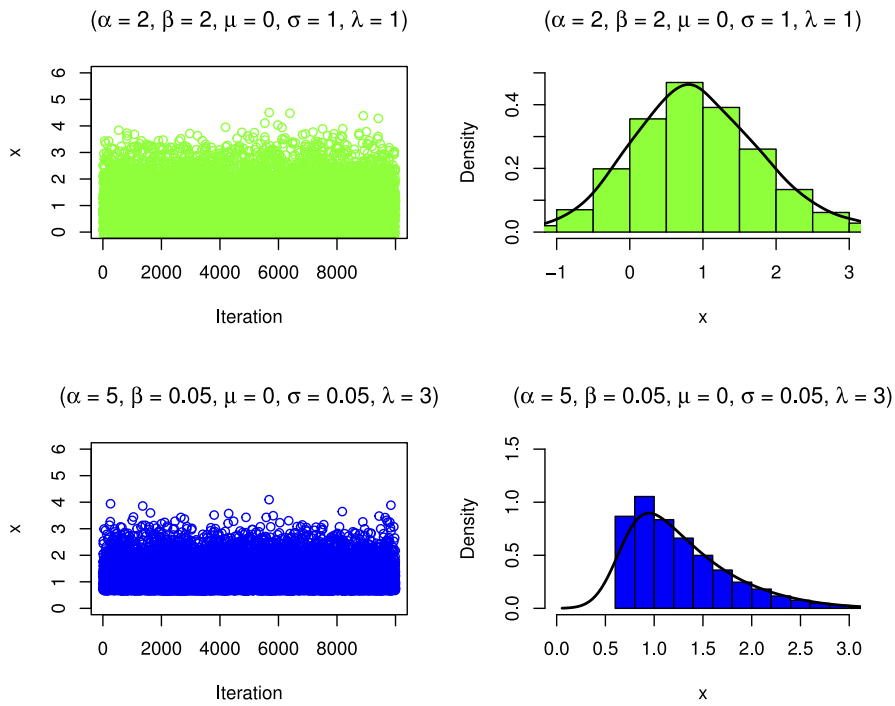 (α = 2, β = 2, μ = 0, σ = 1, λ = 1)
x
6
5
4
3
2
1
0
0 2000 4000 6000 8000
Iteration
(α = 2, β = 2, μ = 0, σ = 1, λ = 1)
Density
0.4
0.2
0.0
−1 0 1 2 3
x
(α = 5, β = 0.05, μ = 0, σ = 0.05, λ = 3)
x
6
5
4
3
2
1
0
0 2000 4000 6000 8000
Iteration
(α = 5, β = 0.05, μ = 0, σ = 0.05, λ = 3)
Density
1.5
1.0
0.5
0.0
0.0 0.5 1.0 1.5 2.0 2.5 3.0
x